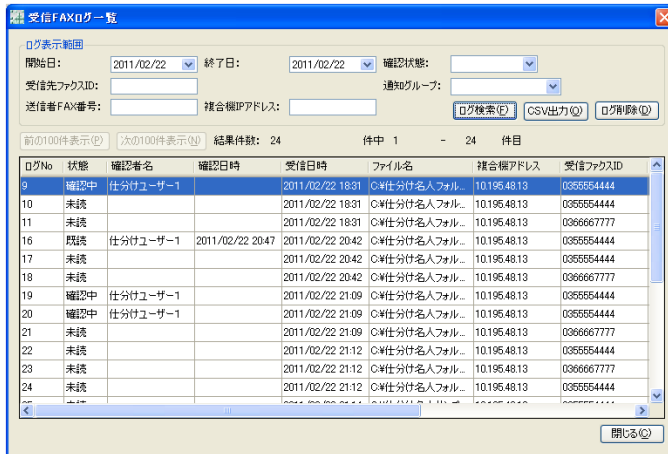 受信FAXログ一覧
ログ表示範囲
開始日: 2011/02/22 終了日: 2011/02/22 確認状態:
受信先ファクスID: 通知グループ:
送信者FAX番号: 複合機IPアドレス: ログ検索(F) CSV出力(O) ログ削除(D)
前の100件表示(P) 次の100件表示(N) 結果件数: 24 件中 1 - 24 件目
ログNo 状態 確認者名 確認日時 受信日時 ファイル名 複合機アドレス 受信ファクスID
9 確認中 仕分けユーザー1 2011/02/22 18:31 C:¥仕分け名人フォル... 10.195.48.13 0355554444
10 未読 2011/02/22 18:31 C:¥仕分け名人フォル... 10.195.48.13 0355554444
11 未読 2011/02/22 18:31 C:¥仕分け名人フォル... 10.195.48.13 0366667777
16 既読 仕分けユーザー1 2011/02/22 20:47 2011/02/22 20:42 C:¥仕分け名人フォル... 10.195.48.13 0355554444
17 未読 2011/02/22 20:42 C:¥仕分け名人フォル... 10.195.48.13 0355554444
18 未読 2011/02/22 20:42 C:¥仕分け名人フォル... 10.195.48.13 0366667777
19 確認中 仕分けユーザー1 2011/02/22 21:09 C:¥仕分け名人フォル... 10.195.48.13 0355554444
20 確認中 仕分けユーザー1 2011/02/22 21:09 C:¥仕分け名人フォル... 10.195.48.13 0355554444
21 未読 2011/02/22 21:09 C:¥仕分け名人フォル... 10.195.48.13 0366667777
22 未読 2011/02/22 21:12 C:¥仕分け名人フォル... 10.195.48.13 0355554444
23 未読 2011/02/22 21:12 C:¥仕分け名人フォル... 10.195.48.13 0366667777
24 未読 2011/02/22 21:12 C:¥仕分け名人フォル... 10.195.48.13 0355554444
閉じる(C)